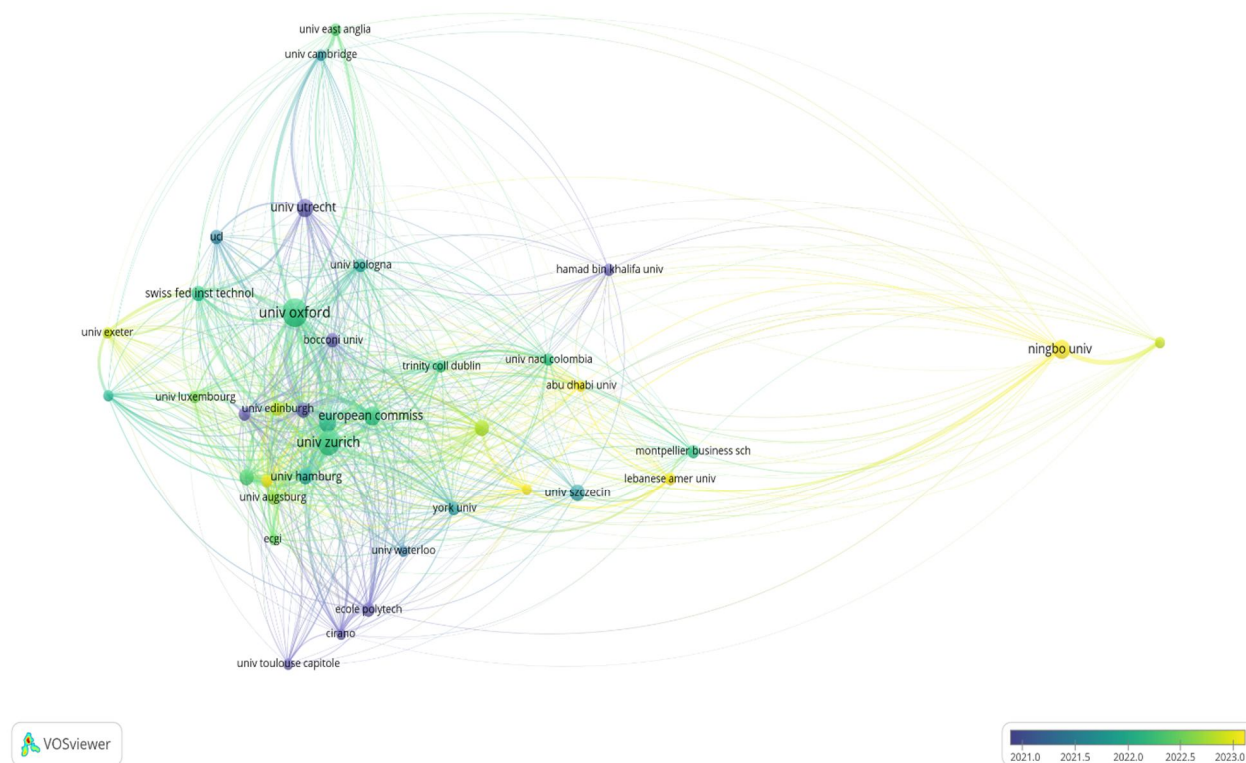 univ east anglia
univ cambridge
univ utrecht
ucl
univ bologna
hamad bin khalifa univ
swiss fed inst technol
univ oxford
univ exeter
bocconi univ
ningbo univ
trinity coll dublin
univ nacl colombia
abu dhabi univ
univ luxembourg
univ edinburgh
european commiss
univ zurich
montpellier business sch
univ hamburg
lebanese amer univ
univ augsburg
univ szczecin
york univ
ecgi
univ waterloo
ecole polytech
cirano
univ toulouse capitole
VOSviewer
2021.0 2021.5 2022.0 2022.5 2023.0